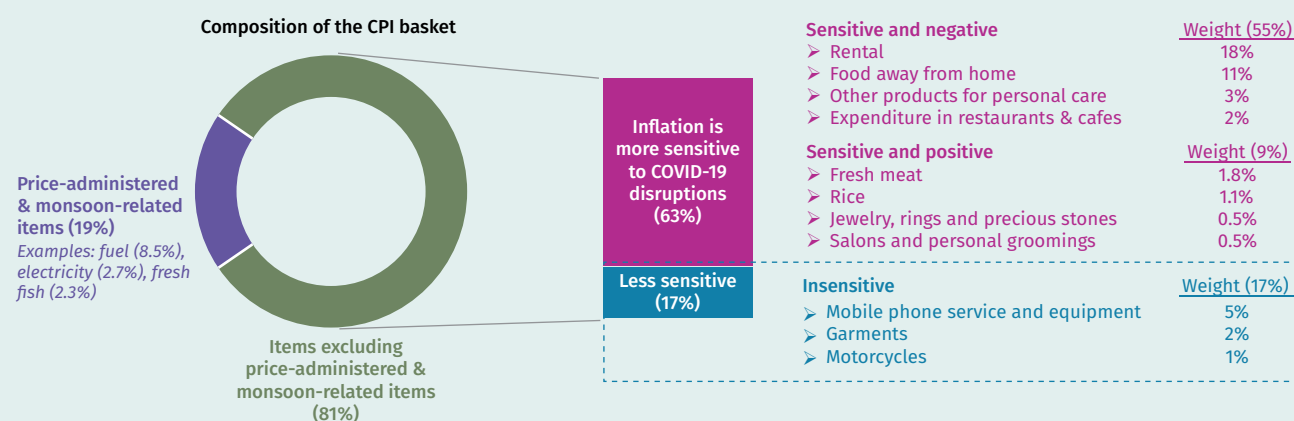 Composition of the CPI basket
Price-administered
& monsoon-related
items (19%)
Examples: fuel (8.5%),
electricity (2.7%), fresh
fish (2.3%)
Items excluding
price-administered &
monsoon-related items
(81%)
Inflation is
more sensitive
to COVID-19
disruptions
(63%)
Less sensitive
(17%)
Sensitive and negative Weight (55%)
➢ Rental 18%
➢ Food away from home 11%
➢ Other products for personal care 3%
➢ Expenditure in restaurants & cafes 2%
Sensitive and positive Weight (9%)
➢ Fresh meat 1.8%
➢ Rice 1.1%
➢ Jewelry, rings and precious stones 0.5%
➢ Salons and personal groomings 0.5%
Insensitive Weight (17%)
➢ Mobile phone service and equipment 5%
➢ Garments 2%
➢ Motorcycles 1%